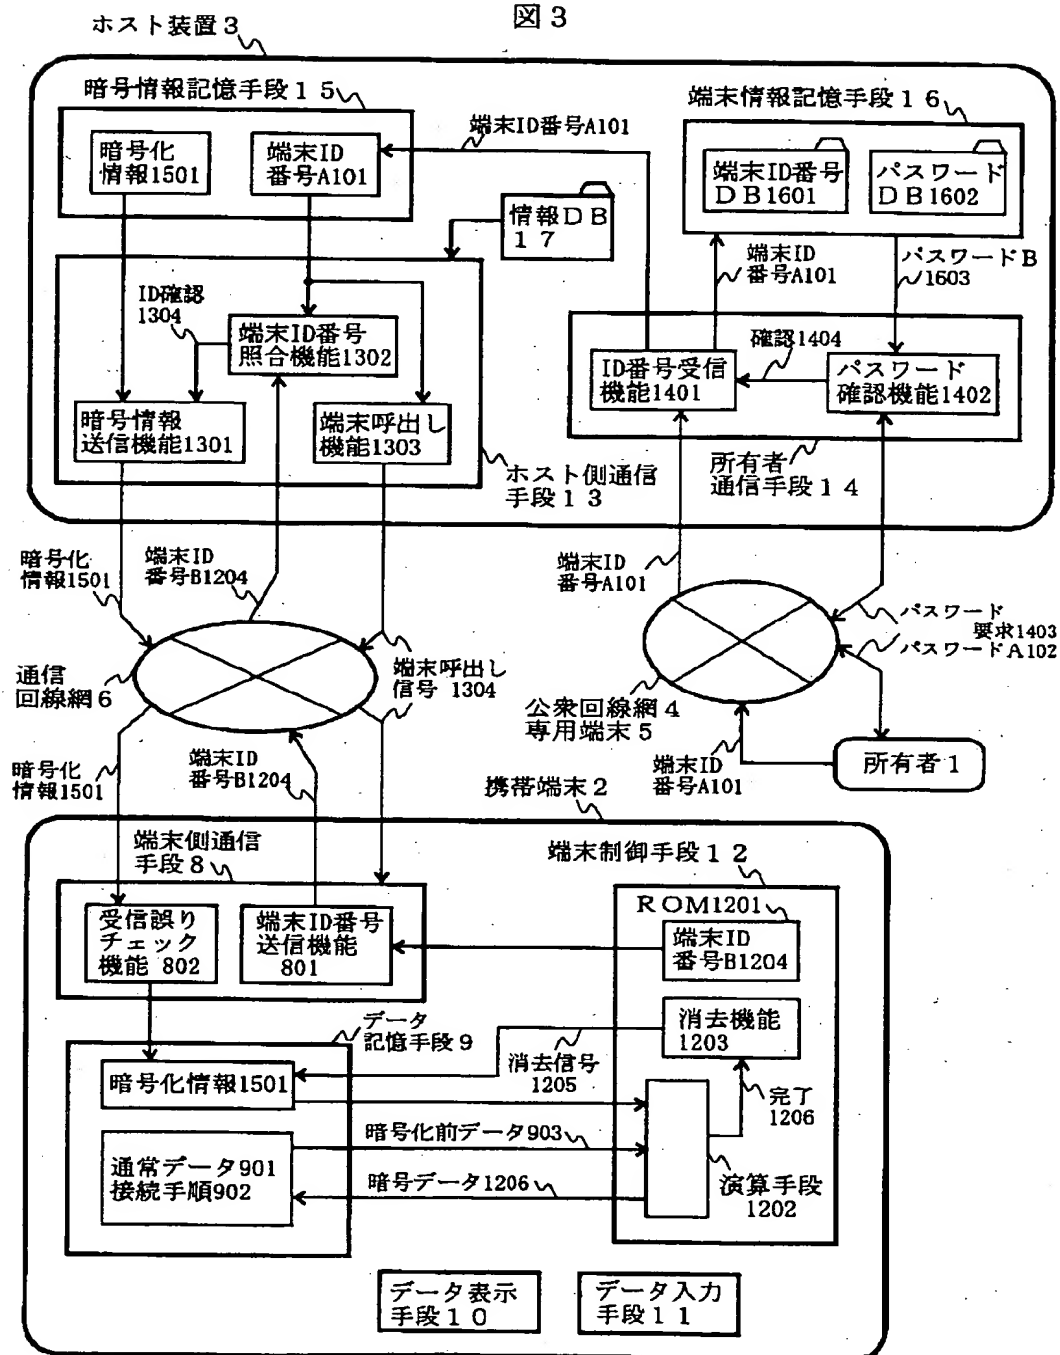 図３
ホスト装置３
暗号情報記憶手段１５
端末情報記憶手段１６
暗号化
情報1501
端末ID
番号A101
端末ID番号A101
端末ID番号
ＤＢ1601
パスワード
ＤＢ1602
情報ＤＢ
１７
端末ID
番号A101
パスワードＢ
1603
ID確認
1304
端末ID番号
照合機能1302
確認1404
ID番号受信
機能1401
パスワード
確認機能1402
暗号情報
送信機能1301
端末呼出し
機能1303
ホスト側通信
手段１３
所有者
通信手段１４
暗号化
情報1501
端末ID
番号B1204
端末ID
番号A101
パスワード
要求1403
パスワードＡ102
通信
回線網６
端末呼出し
信号 1304
公衆回線網４
専用端末５
暗号化
情報1501
端末ID
番号B1204
端末ID
番号A101
所有者１
携帯端末２
端末側通信
手段８
端末制御手段１２
受信誤り
チェック
機能 802
端末ID番号
送信機能
801
ＲＯＭ1201
端末ID
番号B1204
データ
記憶手段９
消去機能
1203
暗号化情報1501
消去信号
1205
完了
1206
暗号化前データ903
通常データ901
接続手順902
暗号データ1206
演算手段
1202
データ表示
手段１０
データ入力
手段１１